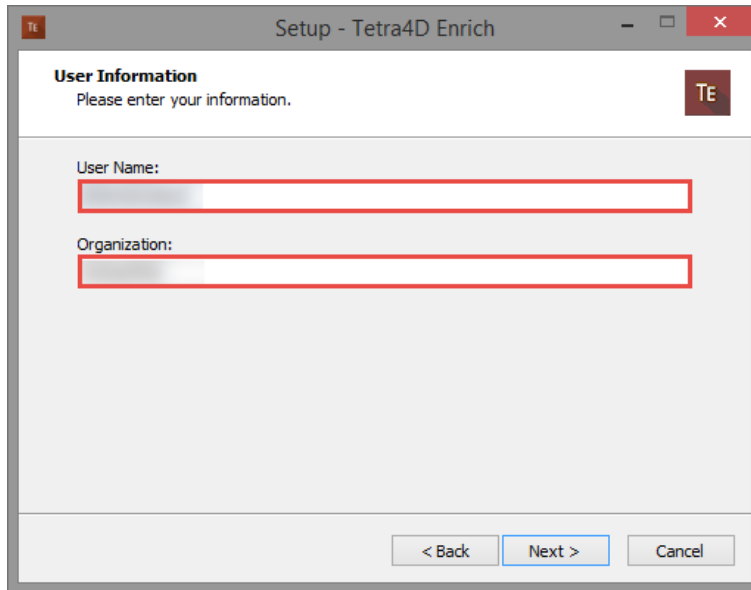 TE Setup - Tetra4D Enrich
User Information
Please enter your information.
TE
User Name:
Organization:
< Back Next > Cancel